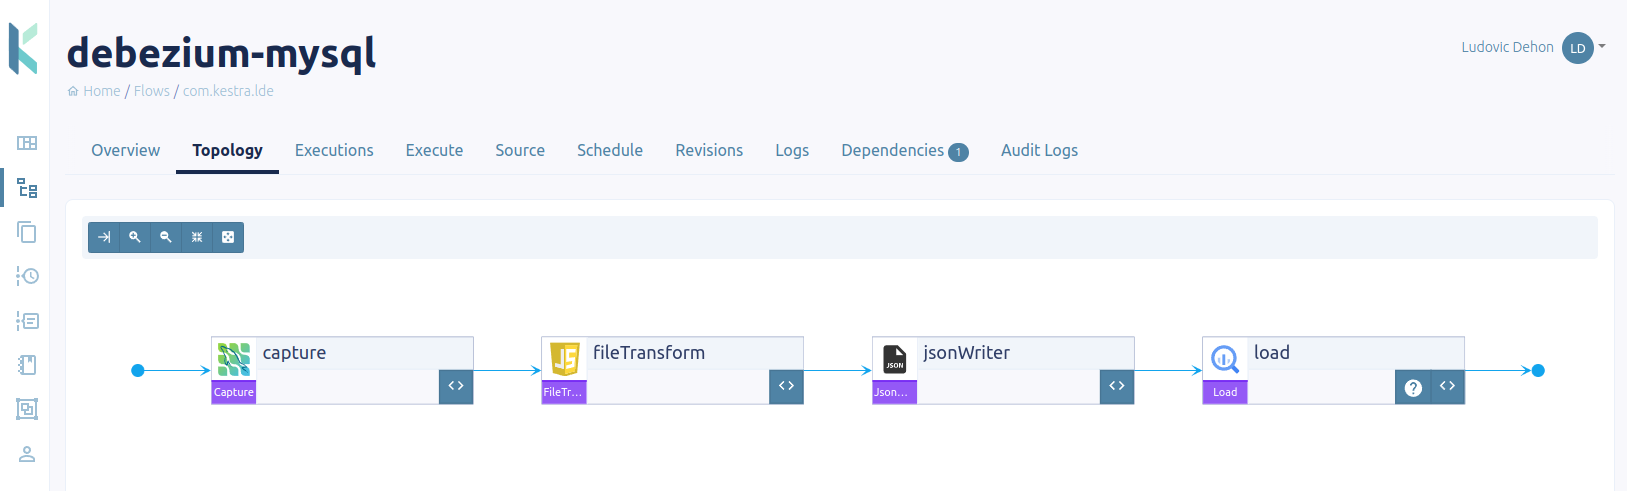 debezium-mysql
Ludovic Dehon LD
Home / Flows / com.kestra.lde
Overview Topology Executions Execute Source Schedule Revisions Logs Dependencies 1 Audit Logs
capture fileTransform jsonWriter load
JS JSON
Capture FileTr... Json... Load